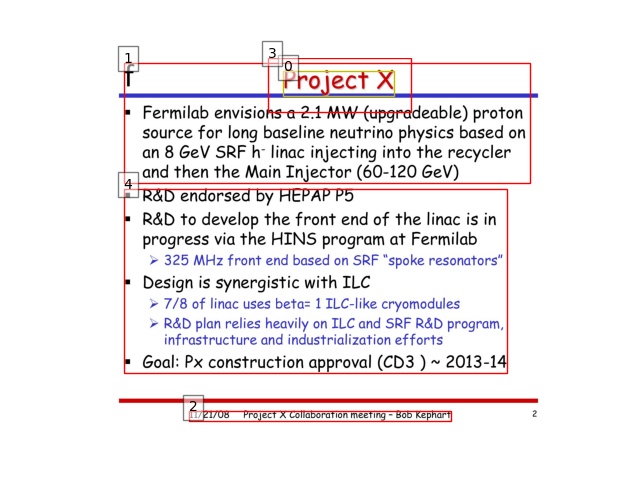 3
1
0
f
Project X
Fermilab envisions a 2.1 MW (upgradeable) proton
source for long baseline neutrino physics based on
an 8 GeV SRF h- linac injecting into the recycler
and then the Main Injector (60-120 GeV)
4
R&D endorsed by HEPAP P5
R&D to develop the front end of the linac is in
progress via the HINS program at Fermilab
325 MHz front end based on SRF “spoke resonators”
Design is synergistic with ILC
7/8 of linac uses beta= 1 ILC-like cryomodules
R&D plan relies heavily on ILC and SRF R&D program,
infrastructure and industrialization efforts
Goal: Px construction approval (CD3 ) ~ 2013-14
2
11/21/08 Project X Collaboration meeting – Bob Kephart 2